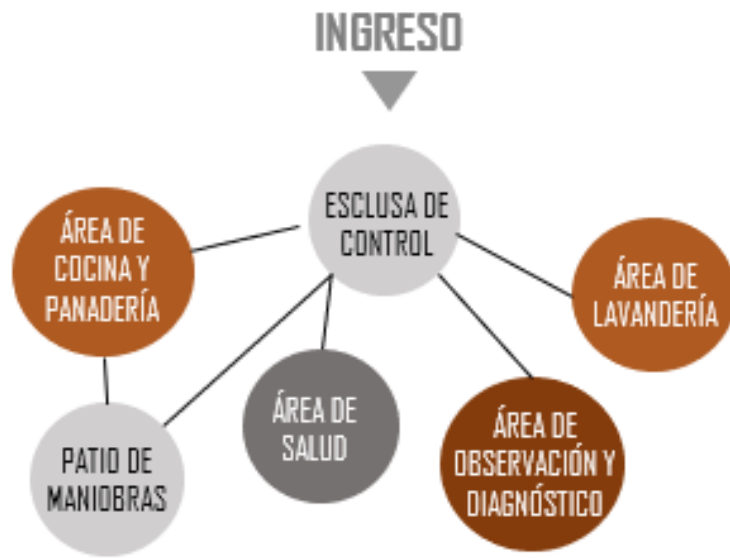 INGRESO
ESCLUSA DE
CONTROL
ÁREA DE
COCINA Y
PANADERÍA
ÁREA DE
LAVANDERÍA
PATIO DE
MANIOBRAS
ÁREA DE
SALUD
ÁREA DE
OBSERVACIÓN Y
DIAGNÓSTICO